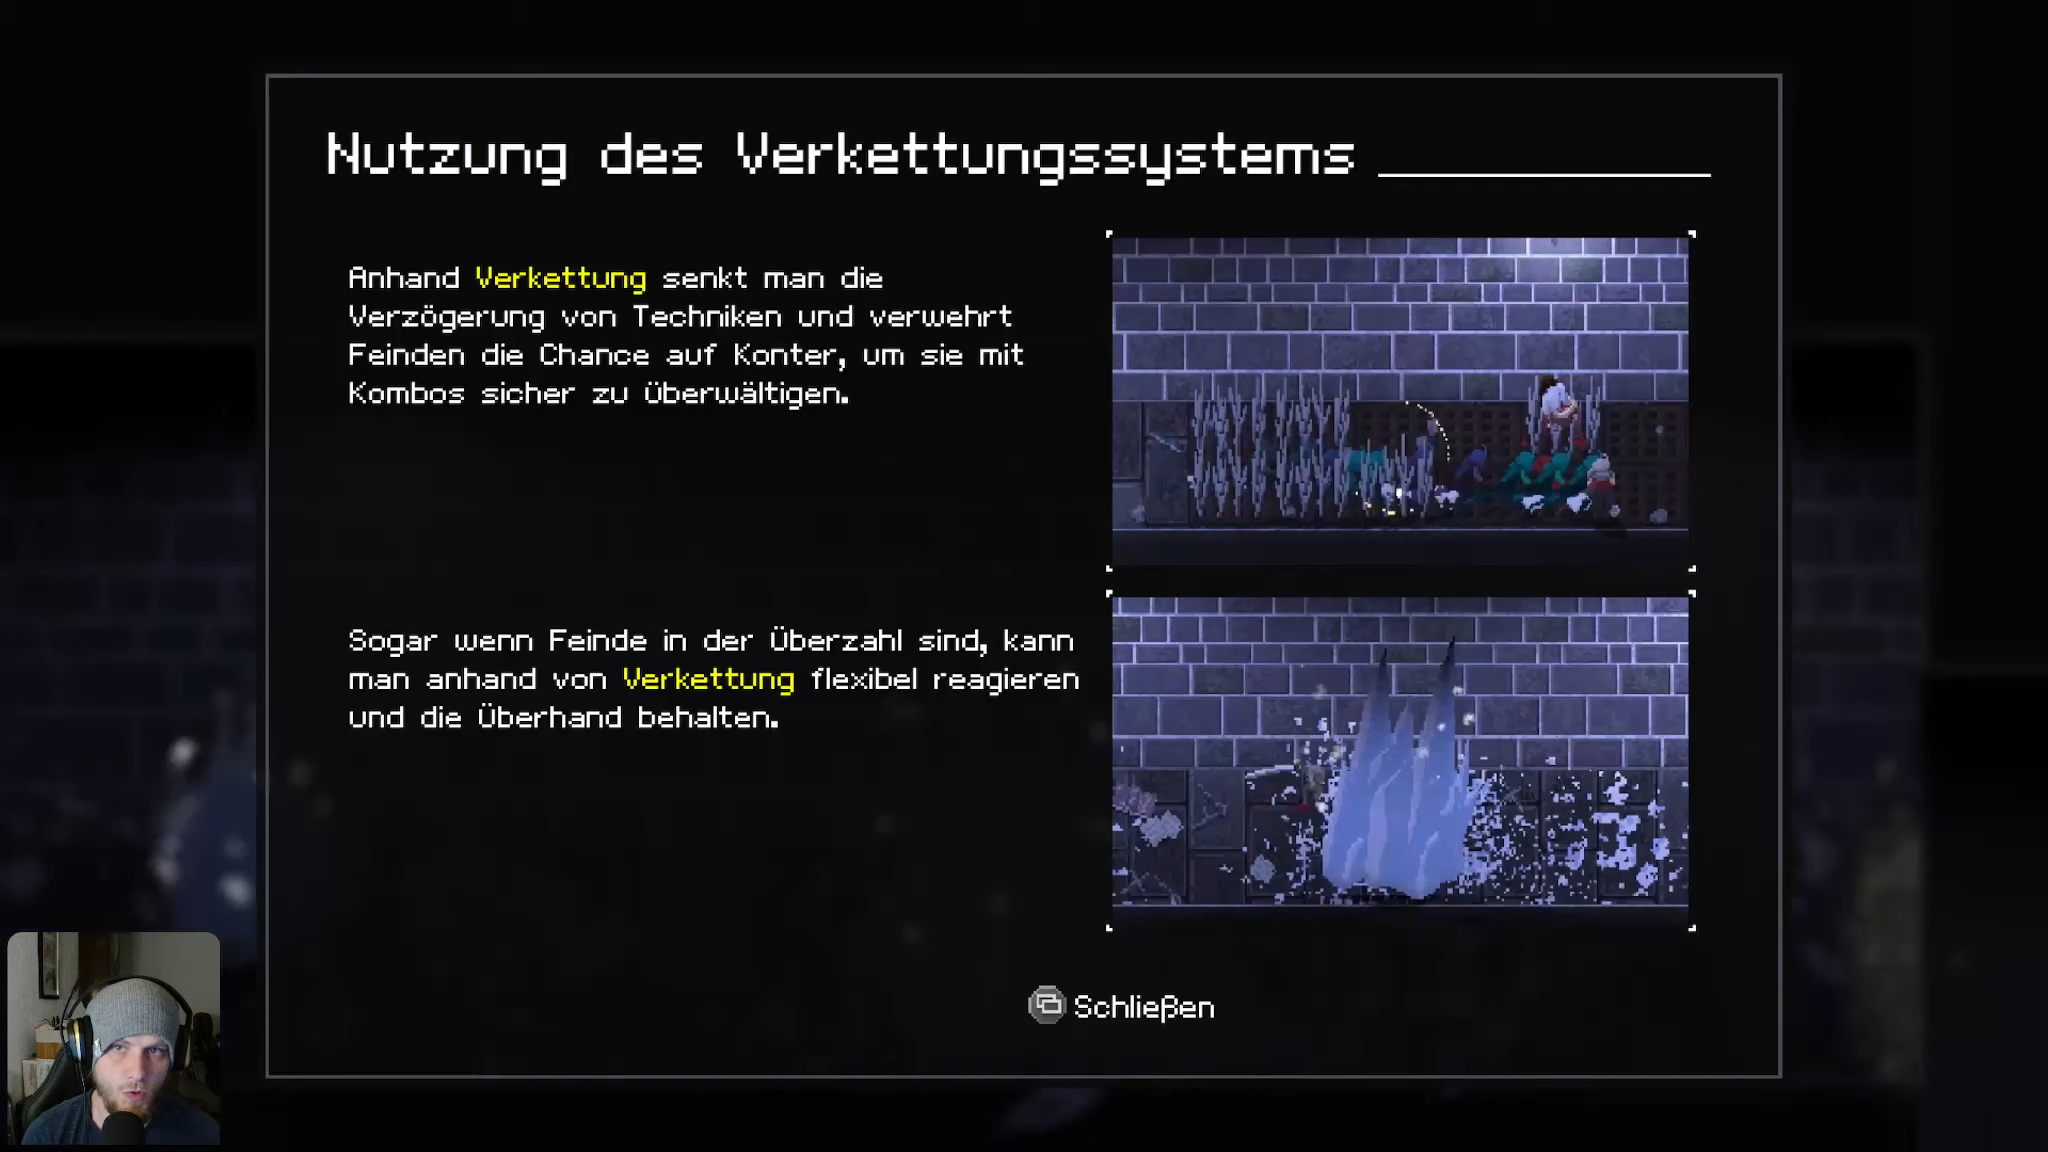 Nutzung des Verkettungssystems
Anhand Verkettung senkt man die
Verzögerung von Techniken und verwehrt
Feinden die Chance auf Konter, um sie mit
Kombos sicher zu überwältigen.
Sogar wenn Feinde in der Überzahl sind, kann
man anhand von Verkettung flexibel reagieren
und die Überhand behalten.
Schließen